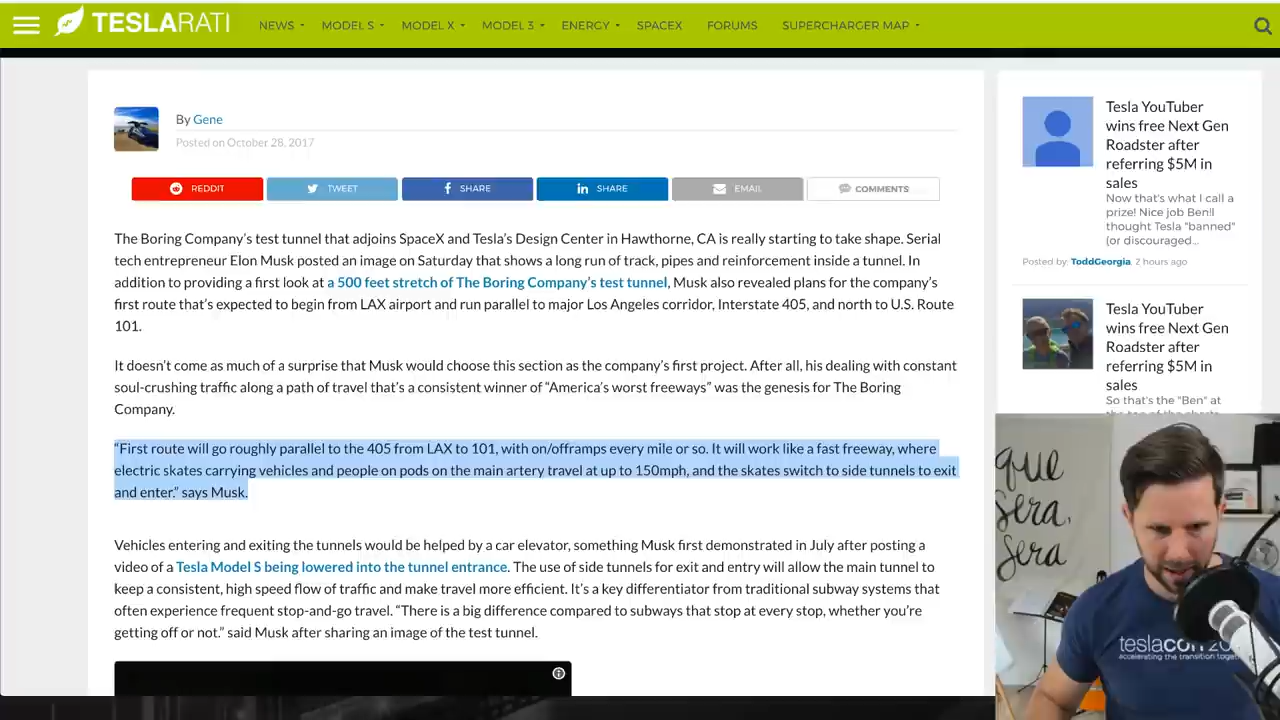 TESLARATI
NEWS
MODEL S
MODEL X
MODEL 3
ENERGY
SPACEX
FORUMS
SUPERCHARGER MAP
By Gene
Posted on October 28, 2017
REDDIT
TWEET
SHARE
SHARE
EMAIL
COMMENTS
The Boring Company's test tunnel that adjoins SpaceX and Tesla's Design Center in Hawthorne, CA is really starting to take shape. Serial
tech entrepreneur Elon Musk posted an image on Saturday that shows a long run of track, pipes and reinforcement inside a tunnel. In
addition to providing a first look at a 500 feet stretch of The Boring Company's test tunnel, Musk also revealed plans for the company's
first route that's expected to begin from LAX airport and run parallel to major Los Angeles corridor, Interstate 405, and north to U.S. Route
101.
It doesn't come as much of a surprise that Musk would choose this section as the company's first project. After all, his dealing with constant
soul-crushing traffic along a path of travel that's a consistent winner of "America's worst freeways" was the genesis for The Boring
Company.
"First route will go roughly parallel to the 405 from LAX to 101, with on/offramps every mile or so. It will work like a fast freeway, where
electric skates carrying vehicles and people on pods on the main artery travel at up to 150mph, and the skates switch to side tunnels to exit
and enter." says Musk.
Vehicles entering and exiting the tunnels would be helped by a car elevator, something Musk first demonstrated in July after posting a
video of a Tesla Model S being lowered into the tunnel entrance. The use of side tunnels for exit and entry will allow the main tunnel to
keep a consistent, high speed flow of traffic and make travel more efficient. It's a key differentiator from traditional subway systems that
often experience frequent stop-and-go travel. "There is a big difference compared to subways that stop at every stop, whether you're
getting off or not." said Musk after sharing an image of the test tunnel.
Tesla YouTuber
wins free Next Gen
Roadster after
referring $5M in
sales
Now that's what I call a
prize! Nice job Ben!I
thought Tesla "banned"
(or discouraged...
Posted by: ToddGeorgia, 2 hours ago
Tesla YouTuber
wins free Next Gen
Roadster after
referring $5M in
sales
So that's the "Ben" at
que
sera,
sera
teslacon
accelerating the transition